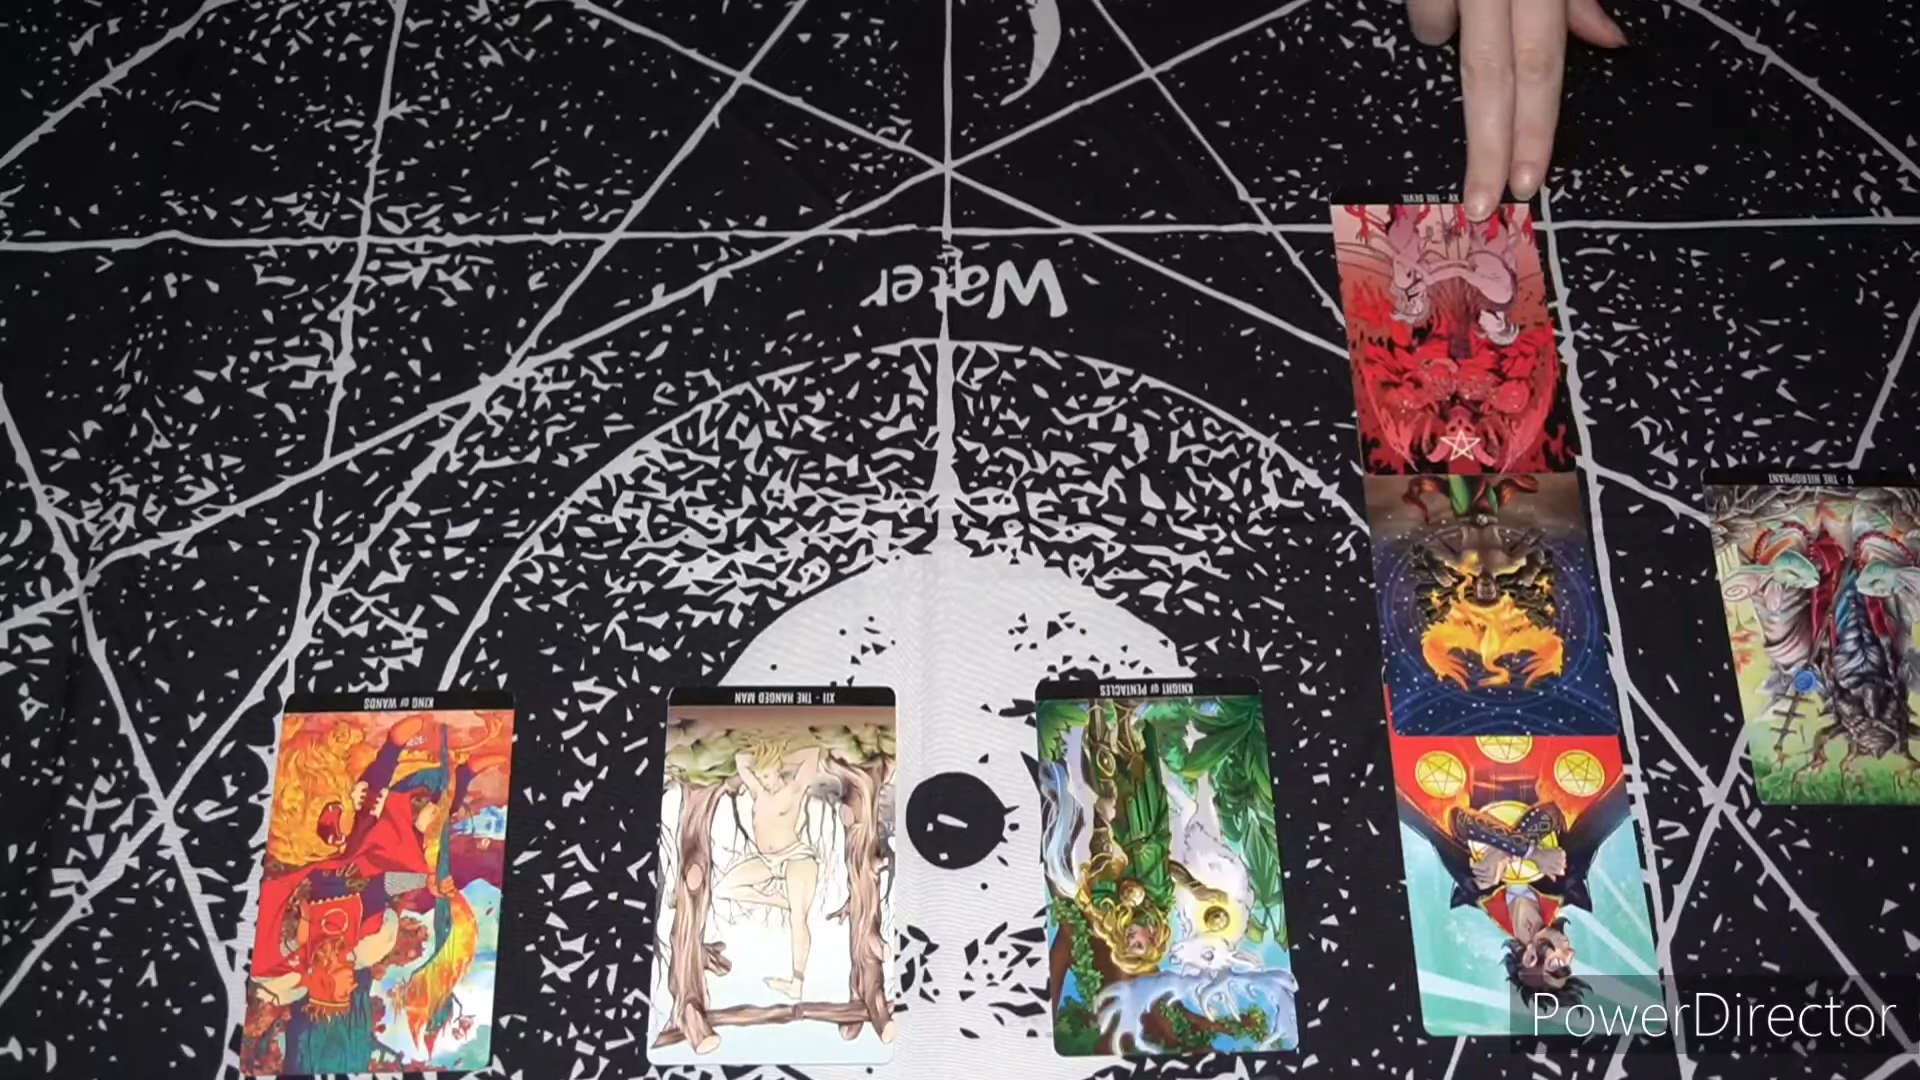 Water
XV - THE DEVIL
V - THE HIEROPHANT
KING OF WANDS
XII - THE HANGED MAN
KNIGHT OF PENTACLES
PowerDirector